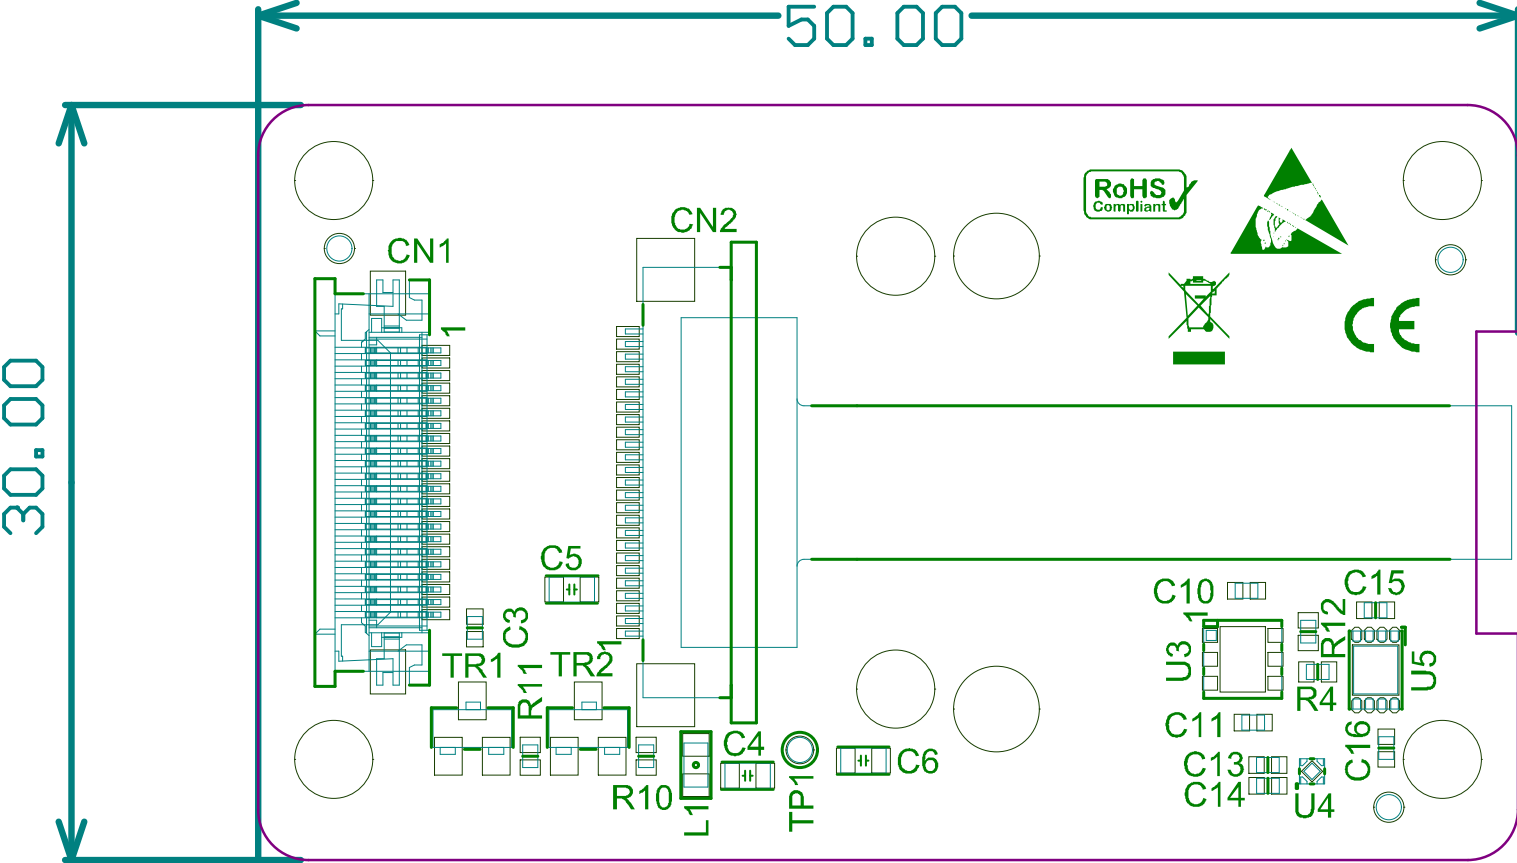 50.00
30.00
RoHS
Compliant
CN2
CN1
CE
1
C5
C10
C15
C3
1
1
R12
TR1
TR2
U3
U5
R11
R4
C11
C4
C6
C16
C13
R10
C14
L1
TP1
U4